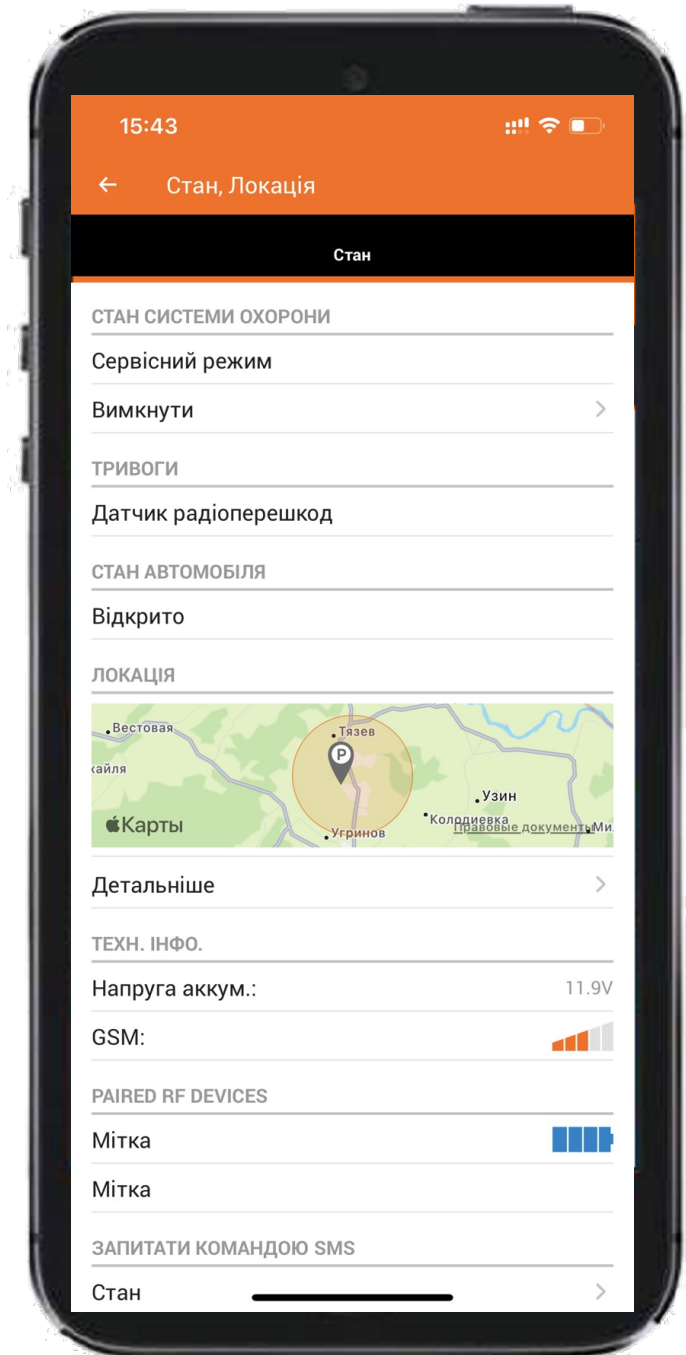 15:43
Стан, Локація
Стан
СТАН СИСТЕМИ ОХОРОНИ
Сервісний режим
Вимкнути
ТРИВОГИ
Датчик радіоперешкод
СТАН АВТОМОБІЛЯ
Відкрито
ЛОКАЦІЯ
Вестовая
Тязев
P
кайля
Узин
Колодиевка
Карты
Угринов
Правовые документы
Ми
Детальніше
ТЕХН. ІНФО.
Напруга аккум.: 11.9V
GSM:
PAIRED RF DEVICES
Мітка
Мітка
ЗАПИТАТИ КОМАНДОЮ SMS
Стан